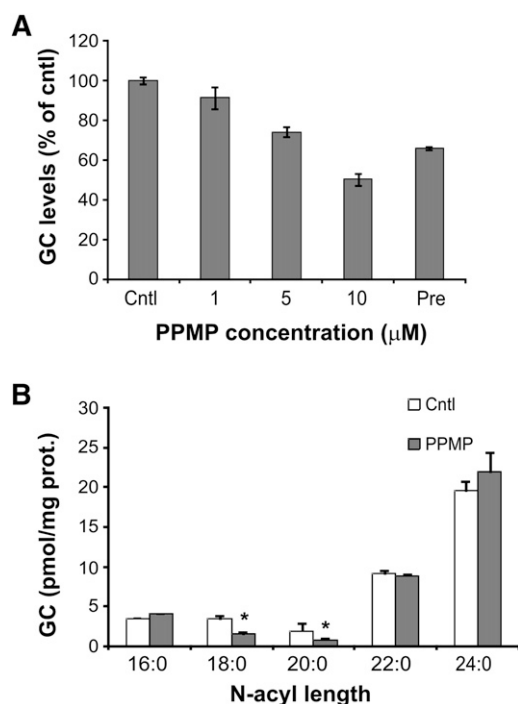 A
GC levels (% of cntl)
120
100
80
60
40
20
0
Cntl 1 5 10 Pre
PPMP concentration (μM)
B
GC (pmol/mg prot.)
30
25
20
15
10
5
0
Cntl
PPMP
* *
16:0 18:0 20:0 22:0 24:0
N-acyl length